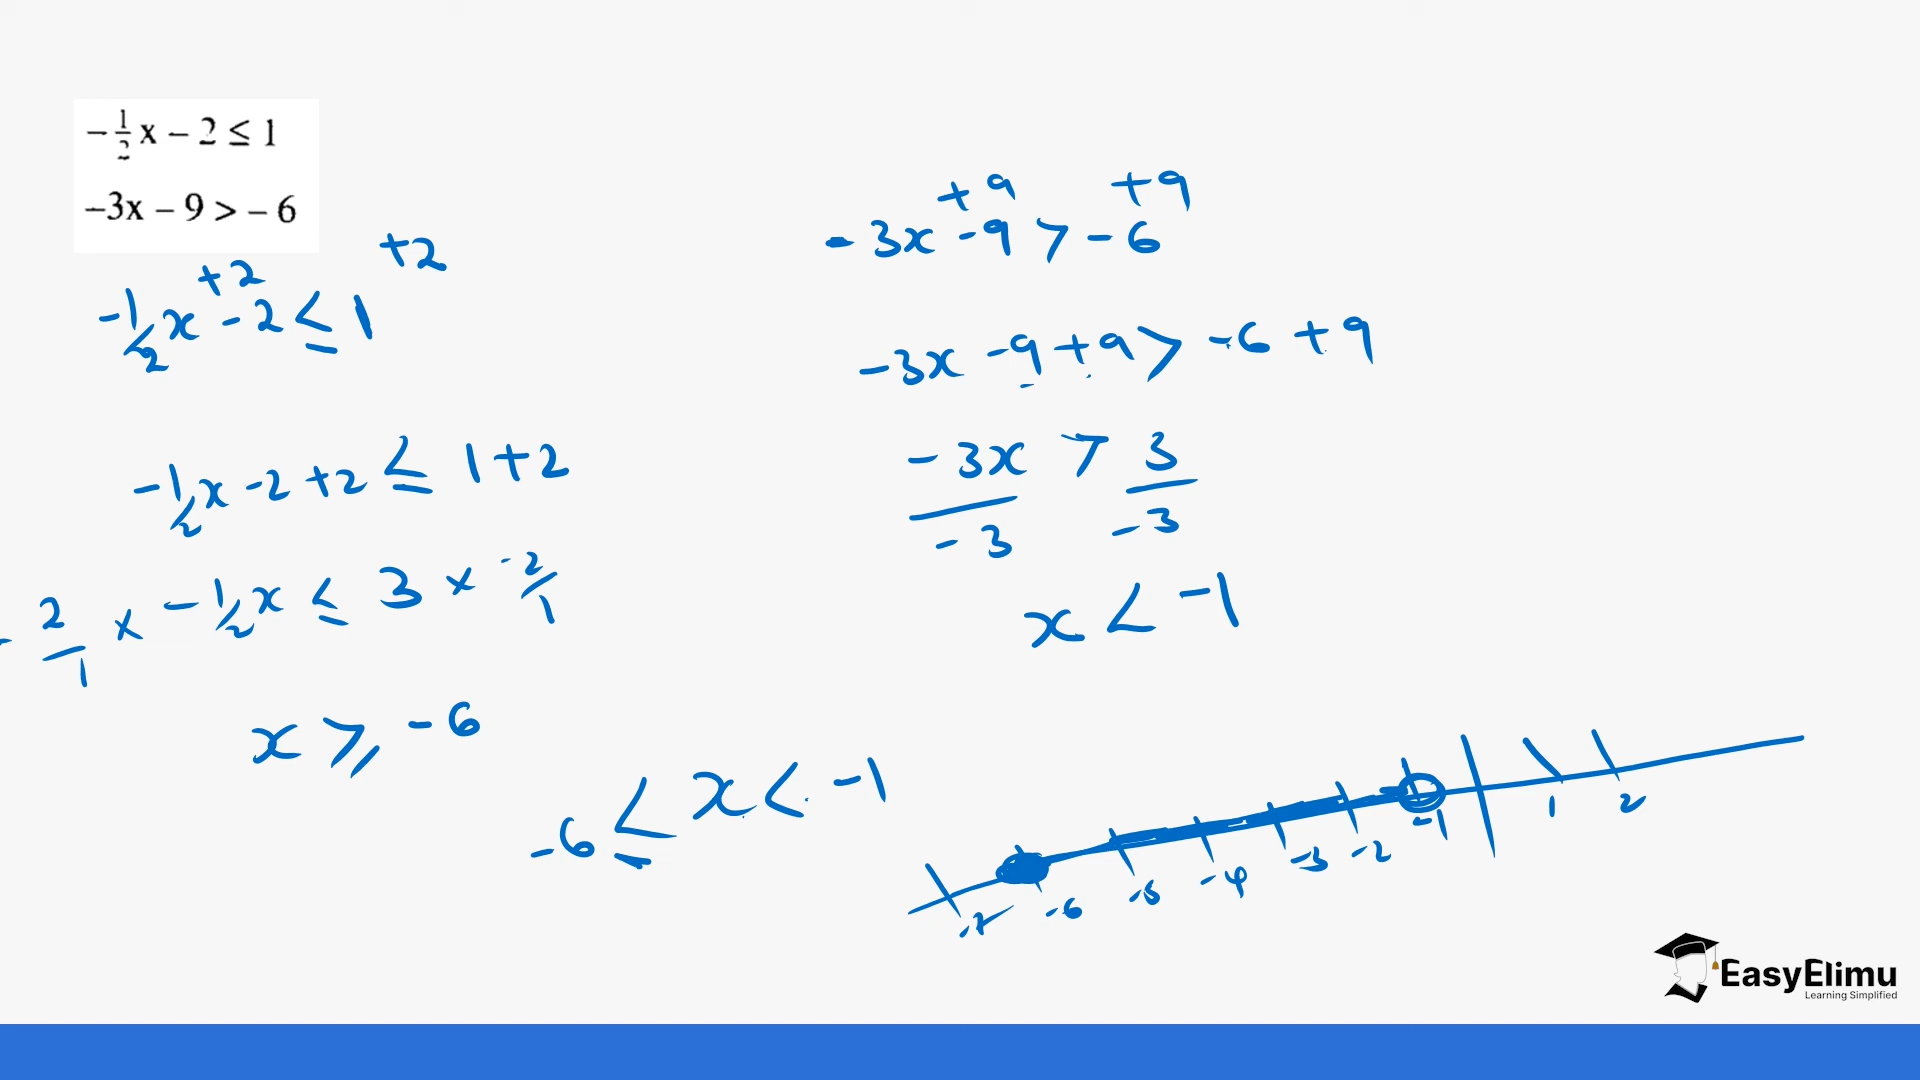 -½x - 2 ≤ 1
-3x - 9 > - 6
+2 +2
-½x - 2 ≤ 1
-½x - 2 + 2 ≤ 1 + 2
-2/1 × -½x ≤ 3 × -2/1
x ≥ -6
+9 +9
-3x - 9 > -6
-3x - 9 + 9 > -6 + 9
-3x > 3
-3 -3
x < -1
-6 ≤ x < -1
-7 -6 -5 -4 -3 -2 -1 1 2
EasyElimu
Learning Simplified